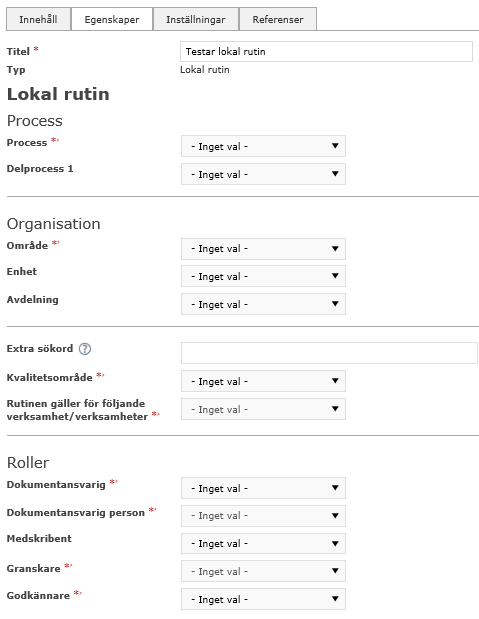 Innehåll Egenskaper Inställningar Referenser
Titel * Testar lokal rutin
Typ Lokal rutin
Lokal rutin
Process
Process *, - Inget val -
Delprocess 1 - Inget val -
Organisation
Område *, - Inget val -
Enhet - Inget val -
Avdelning - Inget val -
Extra sökord ?
Kvalitetsområde *, - Inget val -
Rutinen gäller för följande - Inget val -
verksamhet/verksamheter *,
Roller
Dokumentansvarig *, - Inget val -
Dokumentansvarig person *, - Inget val -
Medskribent - Inget val -
Granskare *, - Inget val -
Godkännare *, - Inget val -